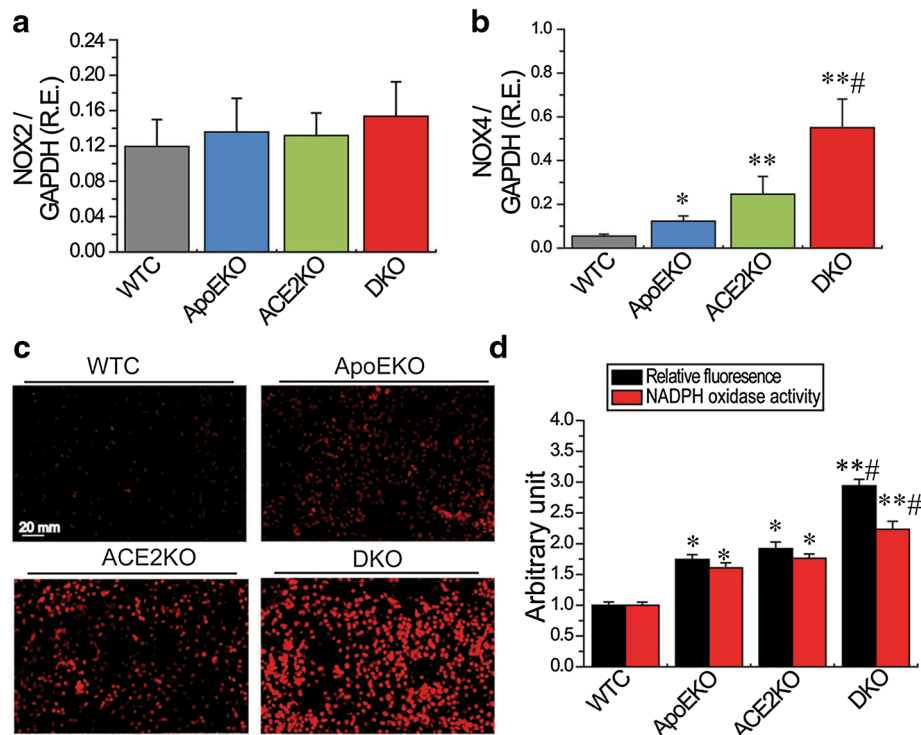 a
NOX2 /
GAPDH (R.E.)
0.24
0.20
0.16
0.12
0.08
0.04
0.00
WTC
ApoEKO
ACE2KO
DKO
b
NOX4 /
GAPDH (R.E.)
1.0
0.8
0.6
0.4
0.2
0.0
*
**
**#
WTC
ApoEKO
ACE2KO
DKO
c
WTC
ApoEKO
20 mm
ACE2KO
DKO
d
Relative fluoresence
NADPH oxidase activity
Arbitrary unit
4.0
3.5
3.0
2.5
2.0
1.5
1.0
0.5
0.0
*
*
*
*
**#
**#
WTC
ApoEKO
ACE2KO
DKO